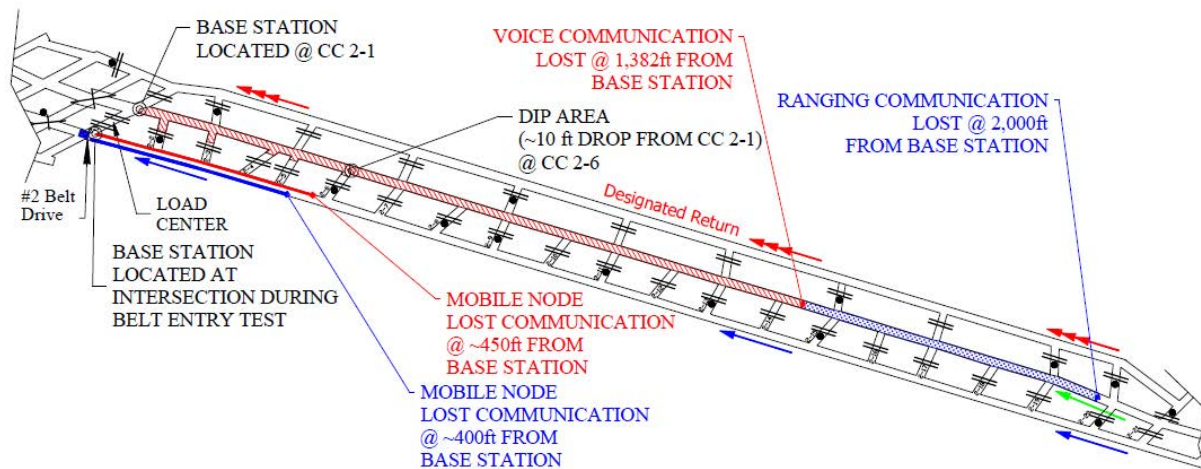 BASE STATION
LOCATED @ CC 2-1
VOICE COMMUNICATION
LOST @ 1,382ft FROM
BASE STATION
DIP AREA
(~10 ft DROP FROM CC 2-1)
@ CC 2-6
RANGING COMMUNICATION
LOST @ 2,000ft
FROM BASE STATION
Designated Return
#2 Belt
Drive
LOAD
CENTER
BASE STATION
LOCATED AT
INTERSECTION DURING
BELT ENTRY TEST
MOBILE NODE
LOST COMMUNICATION
@ ~450ft FROM
BASE STATION
MOBILE NODE
LOST COMMUNICATION
@ ~400ft FROM
BASE STATION